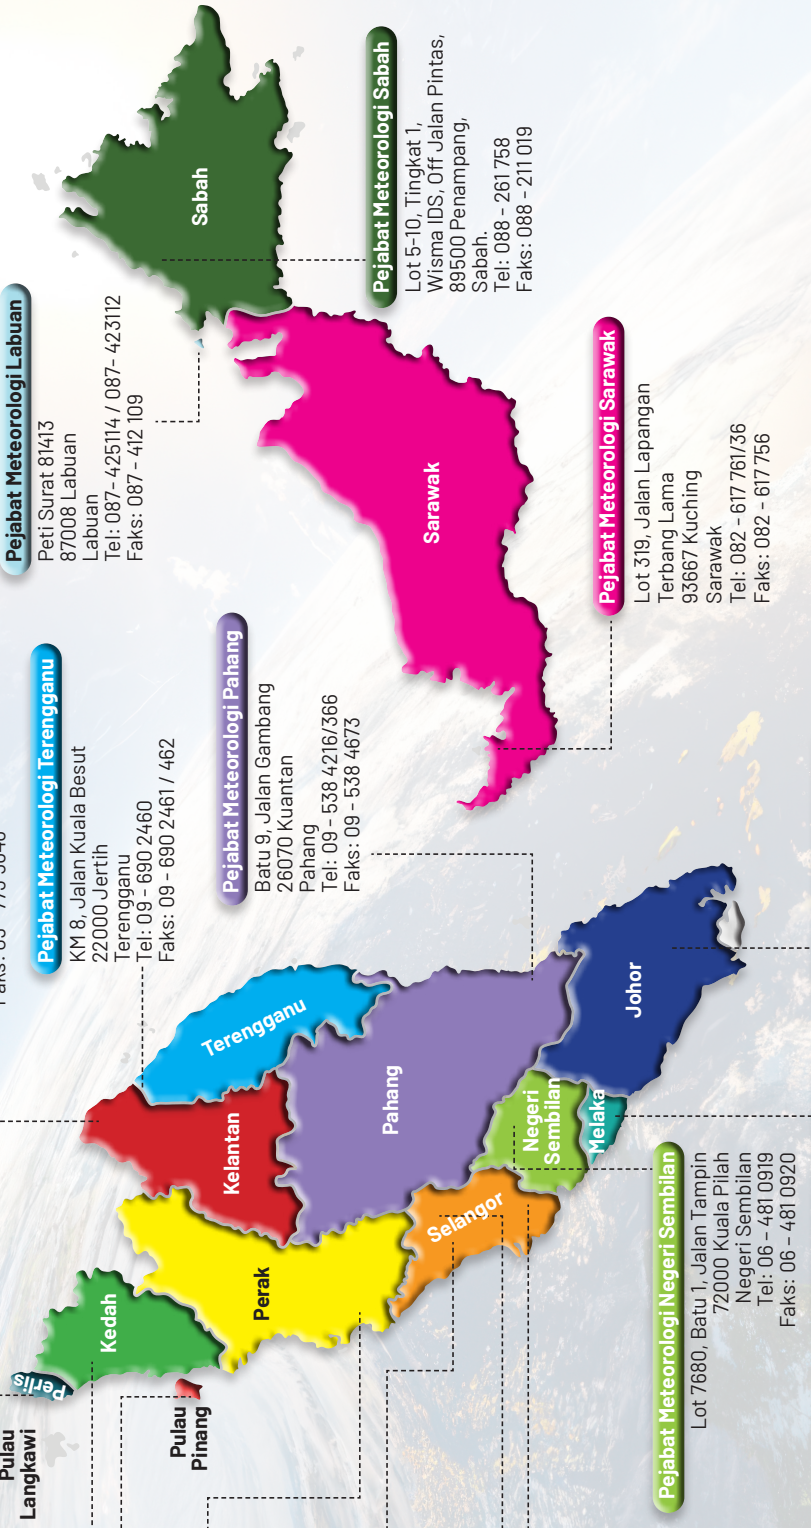 Pejabat Meteorologi Labuan
Peti Surat 81413
87008 Labuan
Labuan
Tel: 087- 425114 / 087- 423112
Faks: 087 - 412 109
Pejabat Meteorologi Terengganu
KM 8, Jalan Kuala Besut
22000 Jertih
Terengganu
Tel: 09 - 690 2460
Faks: 09 - 690 2461 / 462
Pejabat Meteorologi Pahang
Batu 9, Jalan Gambang
26070 Kuantan
Pahang
Tel: 09 - 538 4216/366
Faks: 09 - 538 4673
Pejabat Meteorologi Sabah
Lot 5-10, Tingkat 1,
Wisma IDS, Off Jalan Pintas,
89500 Penampang,
Sabah.
Tel: 088 - 261 758
Faks: 088 - 211 019
Pejabat Meteorologi Sarawak
Lot 319, Jalan Lapangan
Terbang Lama
93667 Kuching
Sarawak
Tel: 082 - 617 761/36
Faks: 082 - 617 756
Pejabat Meteorologi Negeri Sembilan
Lot 7680, Batu 1, Jalan Tampin
72000 Kuala Pilah
Negeri Sembilan
Tel: 06 - 481 0919
Faks: 06 - 481 0920
Pulau
Langkawi
Perlis
Kedah
Pulau
Pinang
Perak
Kelantan
Terengganu
Pahang
Selangor
Negeri
Sembilan
Melaka
Johor
Sarawak
Sabah